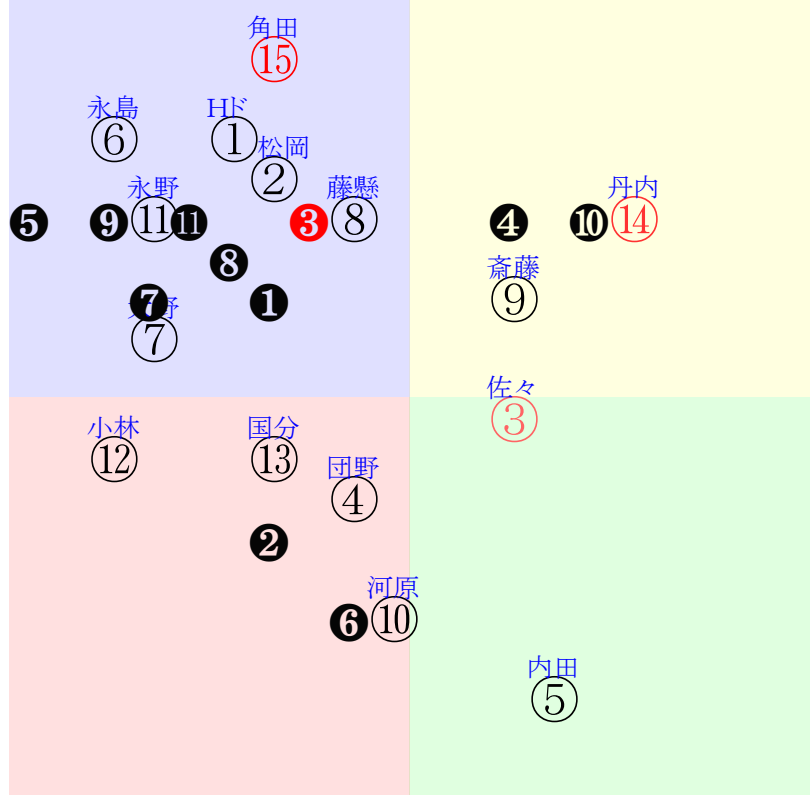 角田
⑮
永島
⑥
Hド
①
松岡
②
永野
⑪
藤懸
⑧
丹内
⑭
❺
❾
⓫
❸
❹
❿
❽
斎藤
⑨
❼
野
⑦
❶
佐々
③
小林
⑫
国分
⑬
団野
④
❷
河原
⑩
❻
内田
⑤